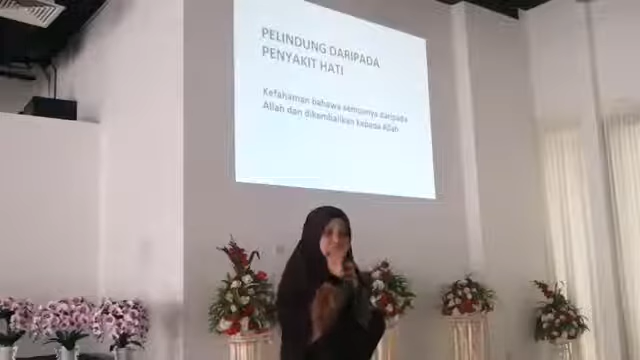 PELINDUNG DARIPADA
PENYAKIT HATI
Kefahaman bahawa semuanya daripada
Allah dan dikembalikan kepada Allah